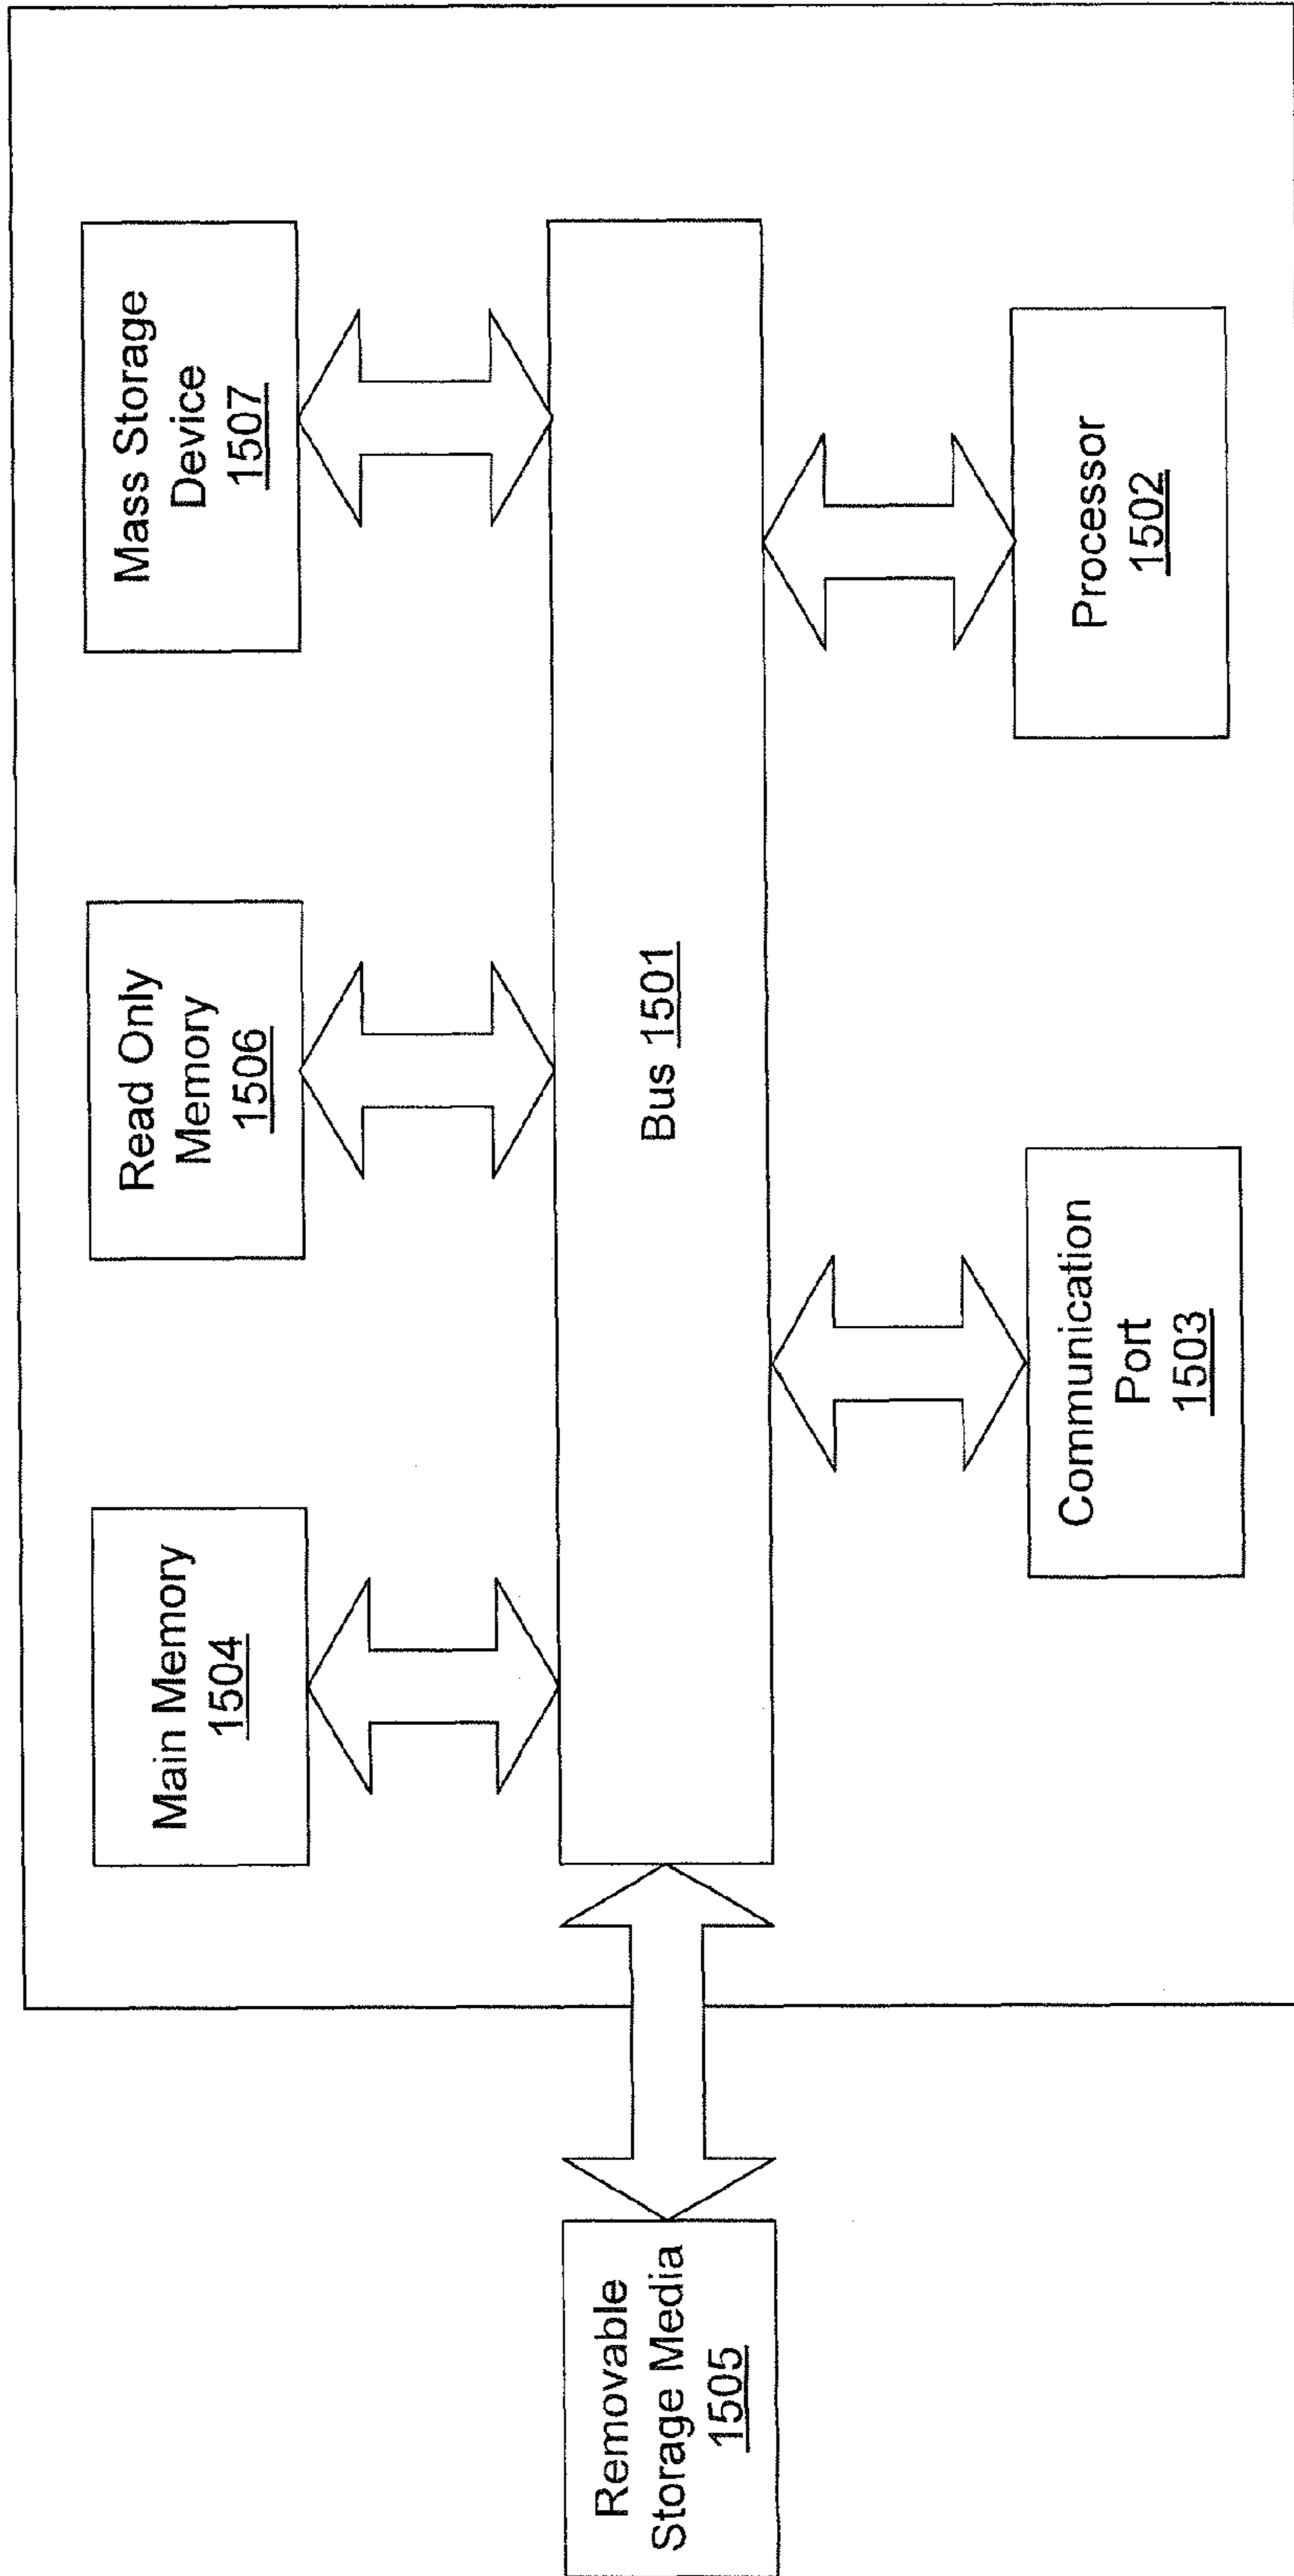 Main Memory
1504
Read Only
Memory
1506
Mass Storage
Device
1507
Removable
Storage Media
1505
Bus 1501
Communication
Port
1503
Processor
1502